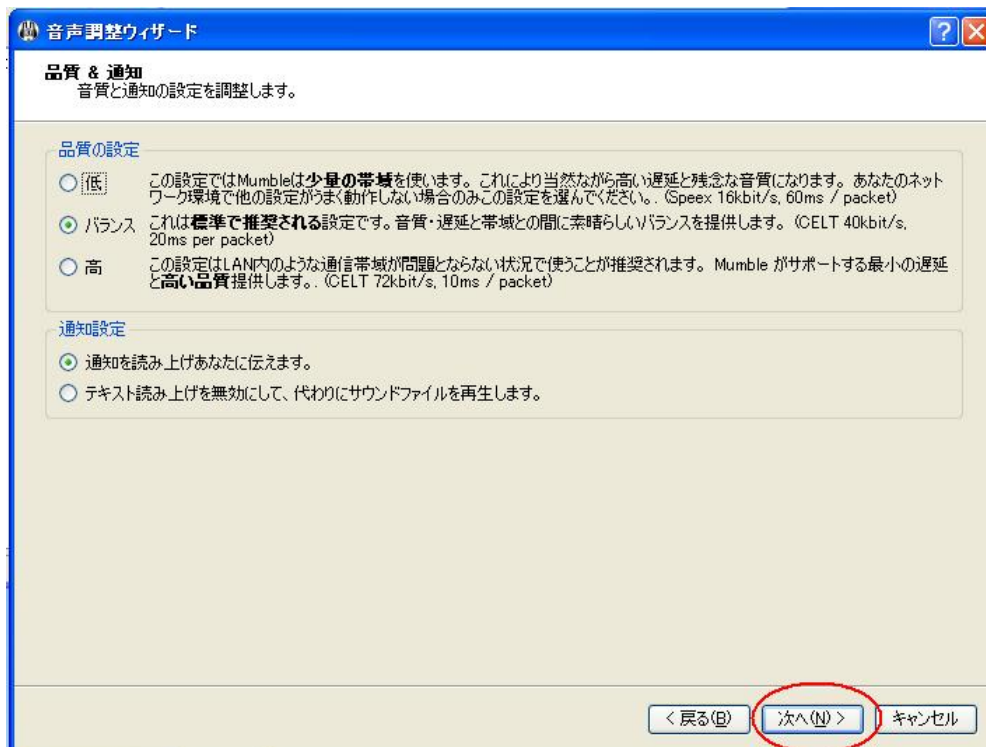 音声調整ウィザード
品質 & 通知
音質と通知の設定を調整します。
品質の設定
低
この設定ではMumbleは少量の帯域を使います。これにより当然ながら高い遅延と残念な音質になります。あなたのネット
ワーク環境で他の設定がうまく動作しない場合のみこの設定を選んでください。. (Speex 16kbit/s, 60ms / packet)
バランス
これは標準で推奨される設定です。音質・遅延と帯域との間に素晴らしいバランスを提供します。 (CELT 40kbit/s,
20ms per packet)
高
この設定はLAN内のような通信帯域が問題とならない状況で使うことが推奨されます。Mumble がサポートする最小の遅延
と高い品質提供します。. (CELT 72kbit/s, 10ms / packet)
通知設定
通知を読み上げあなたに伝えます。
テキスト読み上げを無効にして、代わりにサウンドファイルを再生します。
< 戻る(B) 次へ(N) > キャンセル